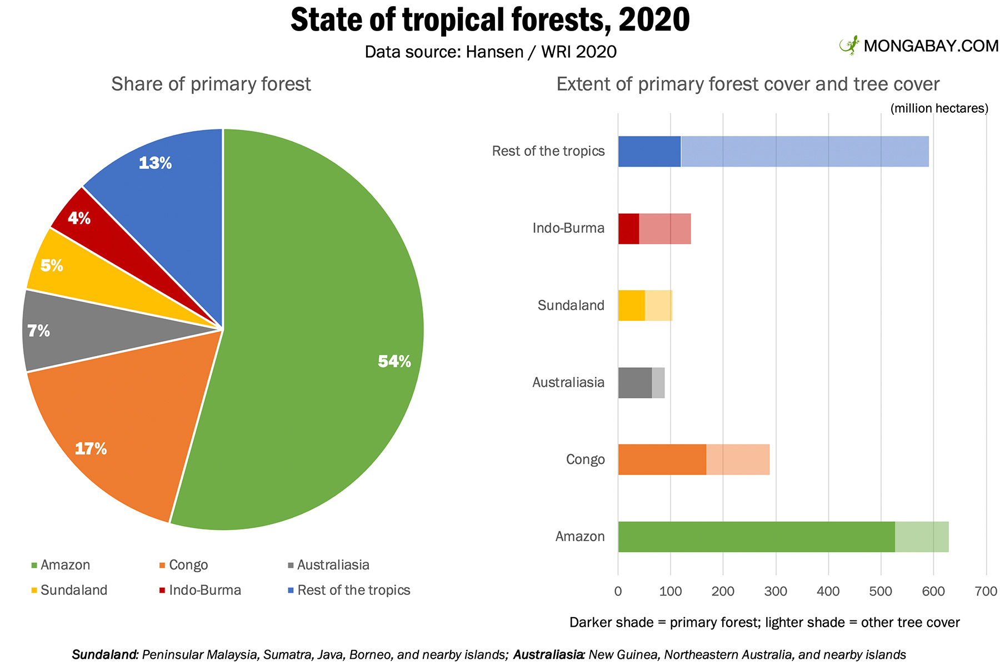 State of tropical forests, 2020
Data source: Hansen / WRI 2020
MONGABAY.COM
Share of primary forest
13%
4%
5%
7%
54%
17%
Amazon
Congo
Australiasia
Sundaland
Indo-Burma
Rest of the tropics
Extent of primary forest cover and tree cover
(million hectares)
Rest of the tropics
Indo-Burma
Sundaland
Australiasia
Congo
Amazon
0 100 200 300 400 500 600 700
Darker shade = primary forest; lighter shade = other tree cover
Sundaland: Peninsular Malaysia, Sumatra, Java, Borneo, and nearby islands; Australiasia: New Guinea, Northeastern Australia, and nearby islands